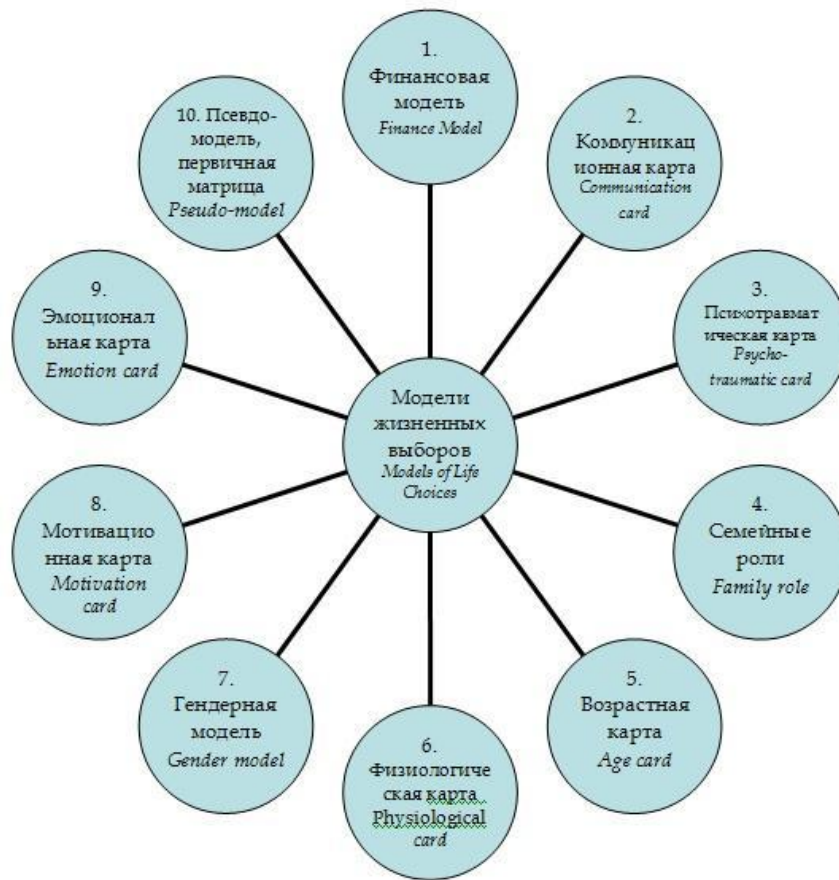 1.
Финансовая
модель
Finance Model
2.
Коммуникац
ионная карта
Communication
card
3.
Психотравмат
ическая карта
Psycho-
traumatic card
4.
Семейные
роли
Family role
5.
Возрастная
карта
Age card
6.
Физиологиче
ская карта
Physiological
card
7.
Гендерная
модель
Gender model
8.
Мотивацио
нная карта
Motivation
card
9.
Эмоционал
ьная карта
Emotion card
10. Псевдо-
модель,
первичная
матрица
Pseudo-model
Модели
жизненных
выборов
Models of Life
Choices